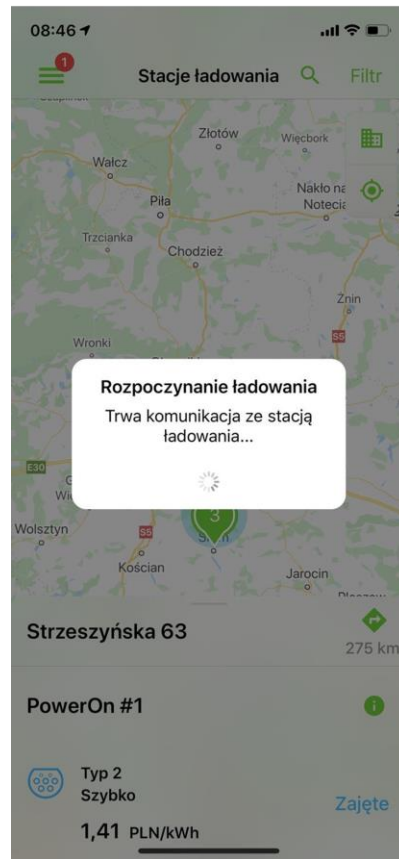 08:46
1
Stacje ładowania
Filtr
Złotów
Więcbork
Wałcz
Nakło na
Notecią
Piła
Trzcianka
Chodzież
Żnin
Wronki
S5
Rozpoczynanie ładowania
Trwa komunikacja ze stacją
ładowania...
E30
3
Wolsztyn
S5
Kościan
Jarocin
Strzeszyńska 63
275 km
PowerOn #1
Typ 2
Szybko
Zajęte
1,41 PLN/kWh